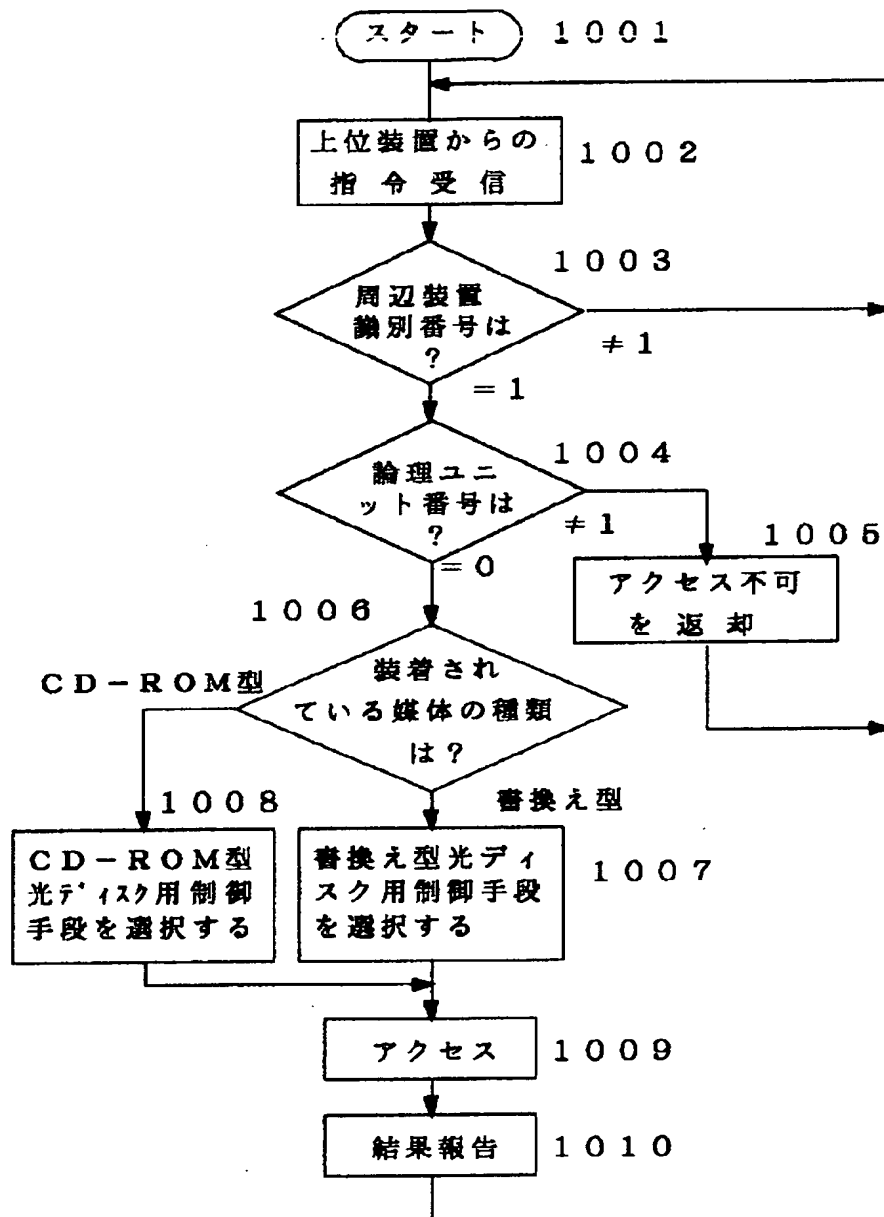 スタート
1001
上位装置からの
指令受信
1002
1003
周辺装置
識別番号は
?
≠1
=1
1004
論理ユニ
ット番号は
?
≠1
=0
1005
アクセス不可
を返却
1006
装着され
ている媒体の種類
は?
CD-ROM型
書換え型
1008
CD-ROM型
光ディスク用制御
手段を選択する
書換え型光ディ
スク用制御手段
を選択する
1007
アクセス
1009
結果報告
1010